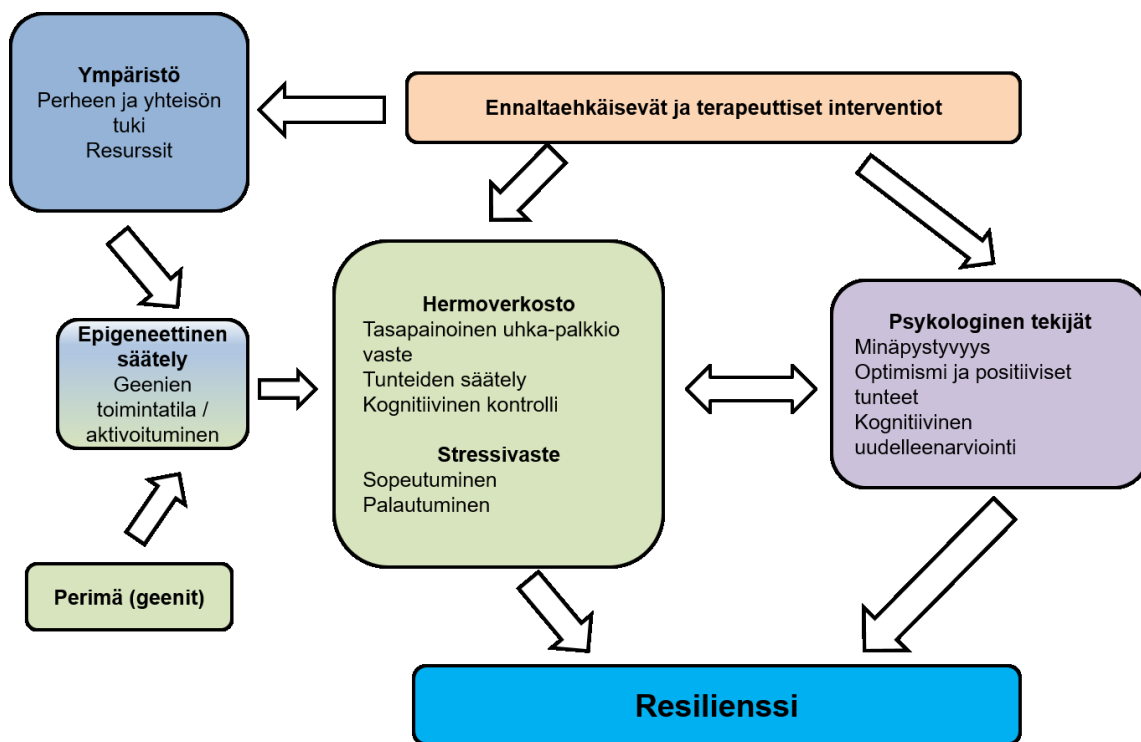 Ympäristö
Perheen ja yhteisön
tuki
Resurssit
Ennaltaehkäisevät ja terapeuttiset interventiot
Epigeneettinen
säätely
Geenien
toimintatila /
aktivoituminen
Perimä (geenit)
Hermoverkosto
Tasapainoinen uhka-palkkio
vaste
Tunteiden säätely
Kognitiivinen kontrolli
Stressivaste
Sopeutuminen
Palautuminen
Psykologinen tekijät
Minäpystyvyys
Optimismi ja positiiviset
tunteet
Kognitiivinen
uudelleenarviointi
Resilienssi